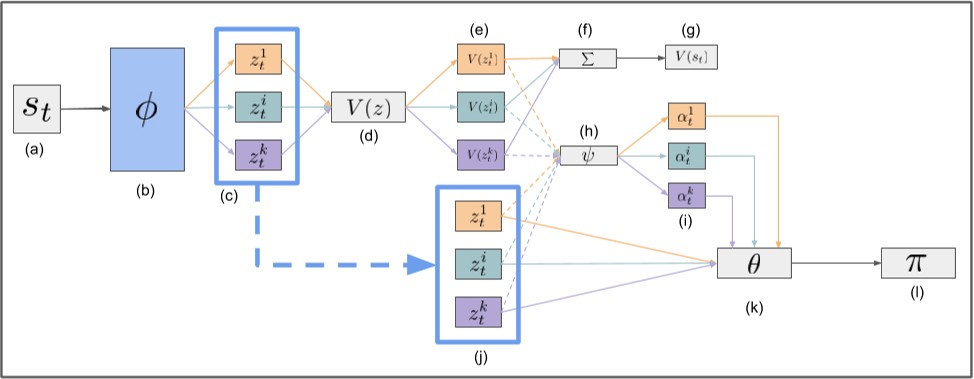 (e)
(f)
(g)
z_t^1
V(z_t^1)
Σ
V(s_t)
s_t
ϕ
z_t^i
V(z)
V(z_t^i)
(h)
α_t^1
(a)
(d)
z_t^k
V(z_t^k)
ψ
α_t^i
(b)
(c)
α_t^k
(i)
z_t^1
z_t^i
θ
π
z_t^k
(k)
(l)
(j)